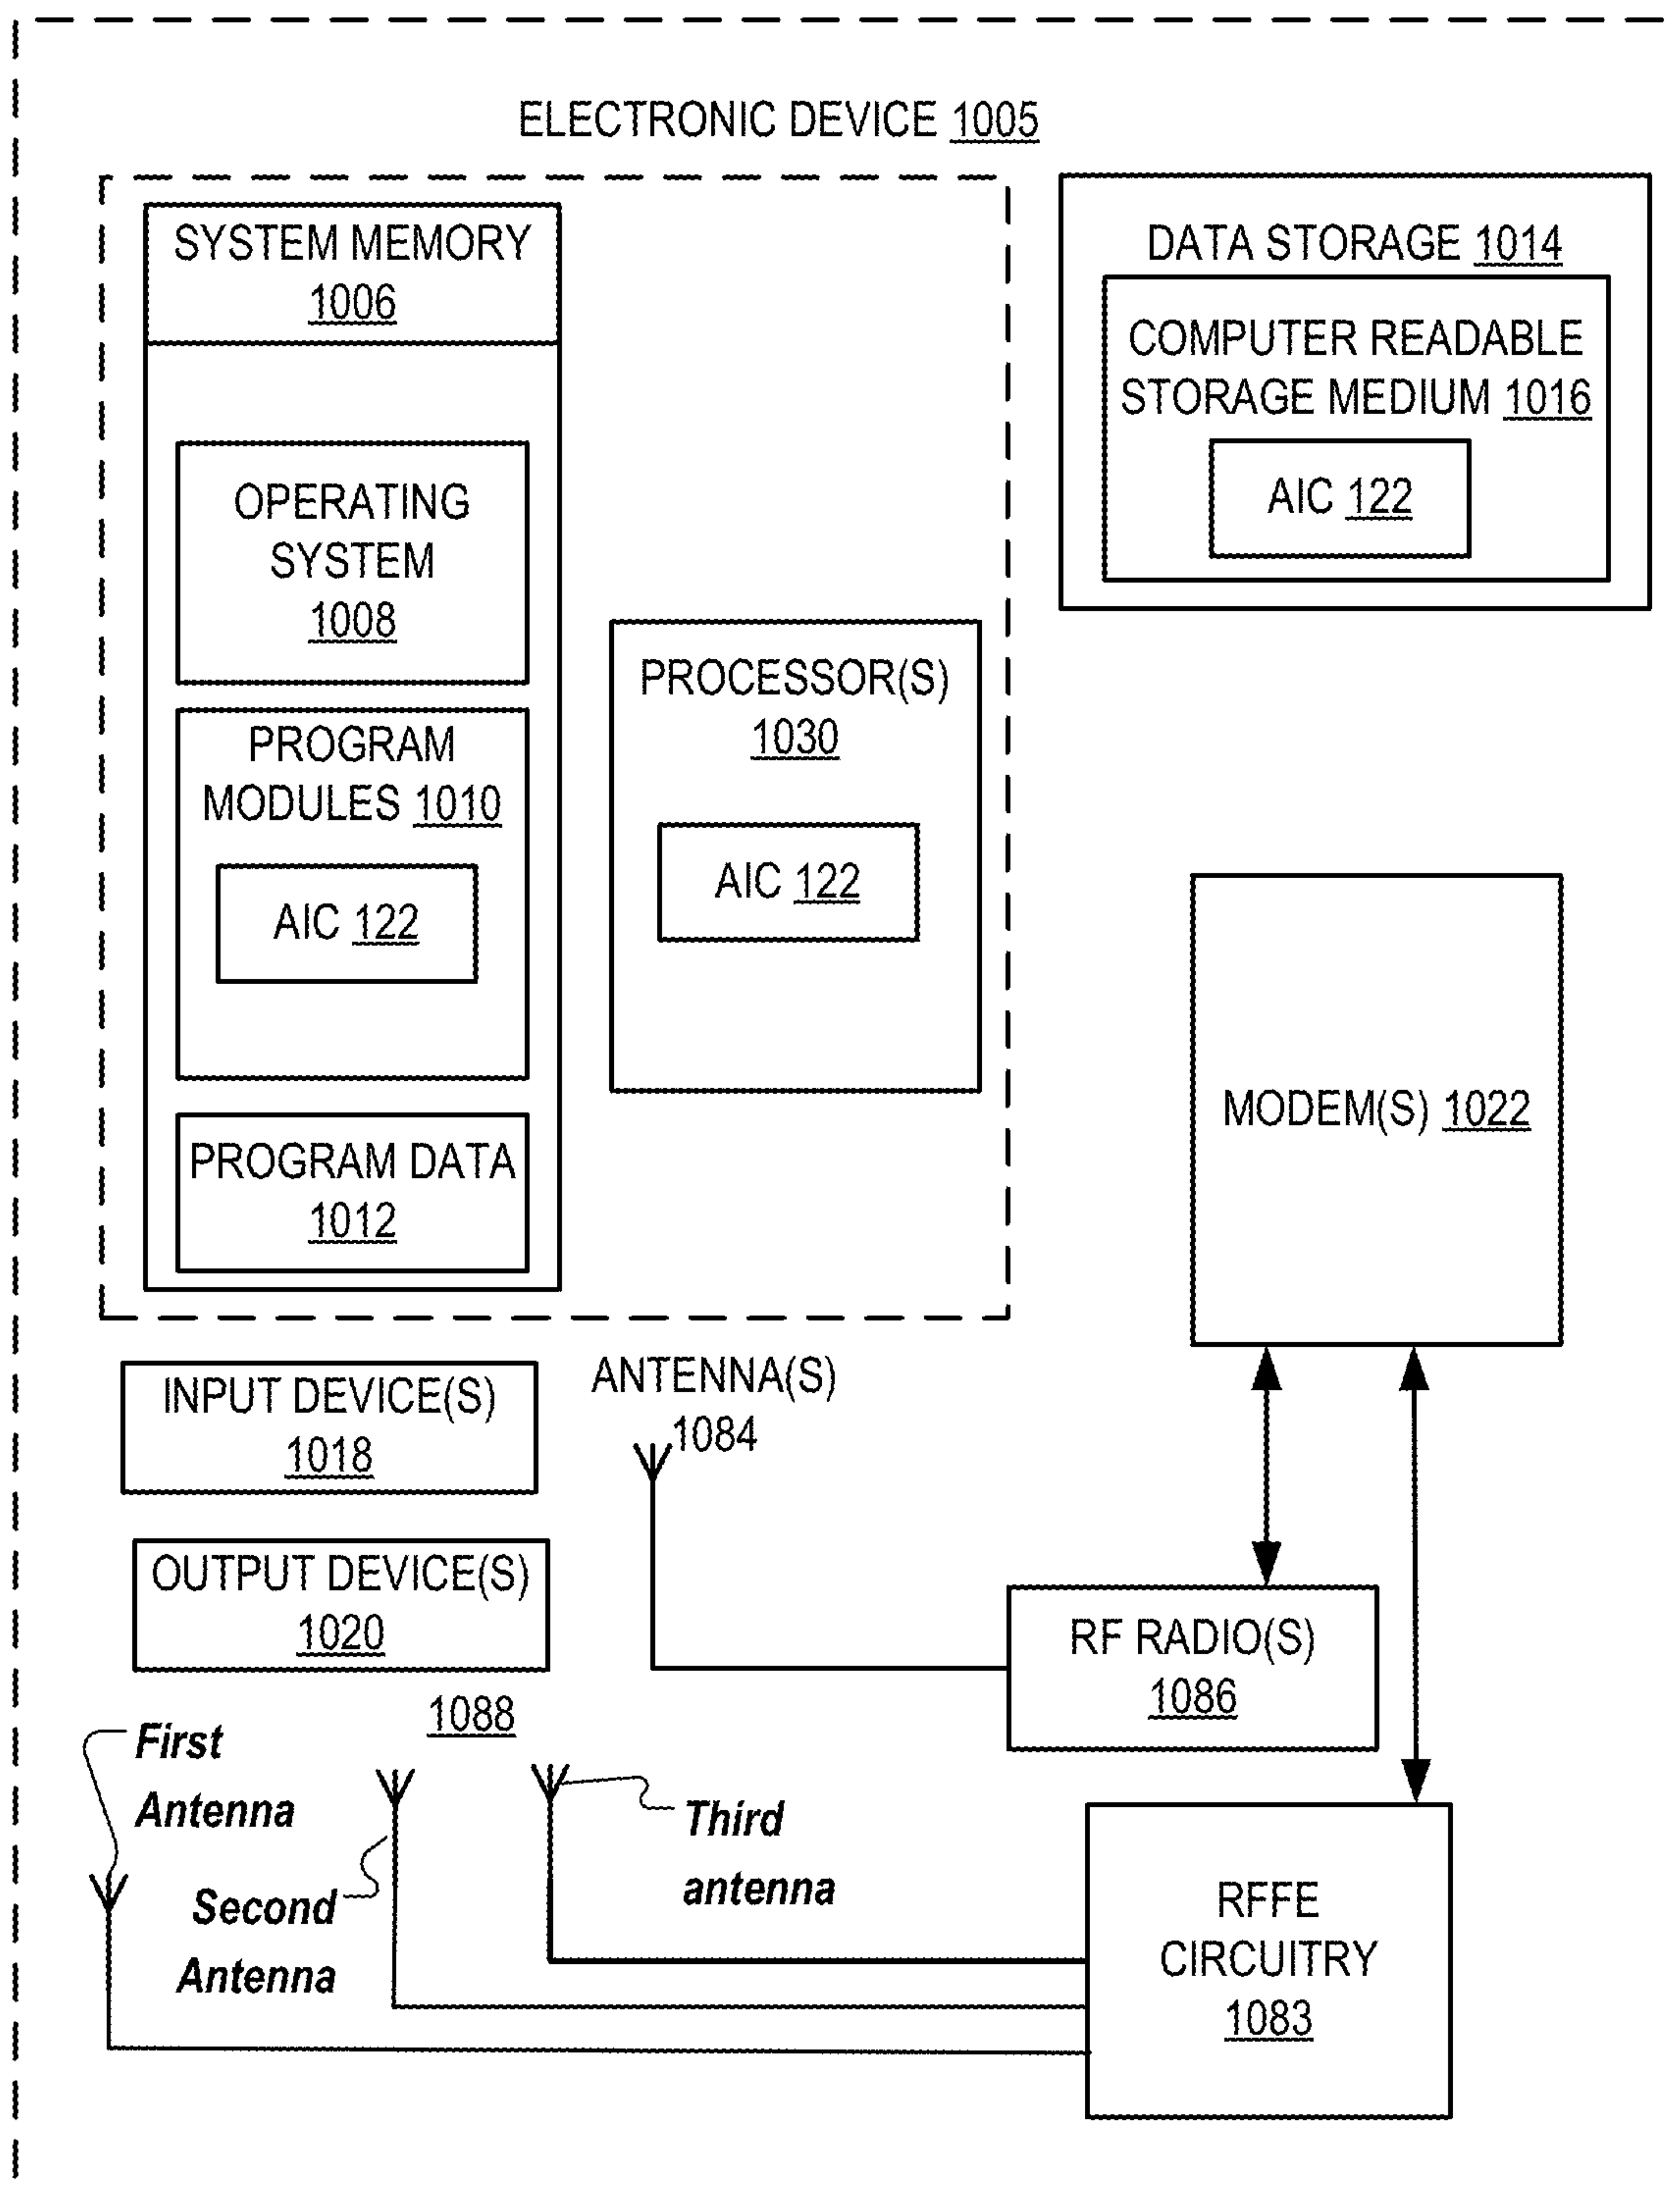 ELECTRONIC DEVICE 1005
SYSTEM MEMORY
1006
OPERATING
SYSTEM
1008
PROGRAM
MODULES 1010
AIC 122
PROGRAM DATA
1012
PROCESSOR(S)
1030
AIC 122
DATA STORAGE 1014
COMPUTER READABLE
STORAGE MEDIUM 1016
AIC 122
MODEM(S) 1022
INPUT DEVICE(S)
1018
ANTENNA(S)
1084
OUTPUT DEVICE(S)
1020
RF RADIO(S)
1086
1088
First
Antenna
Second
Antenna
Third
antenna
RFFE
CIRCUITRY
1083